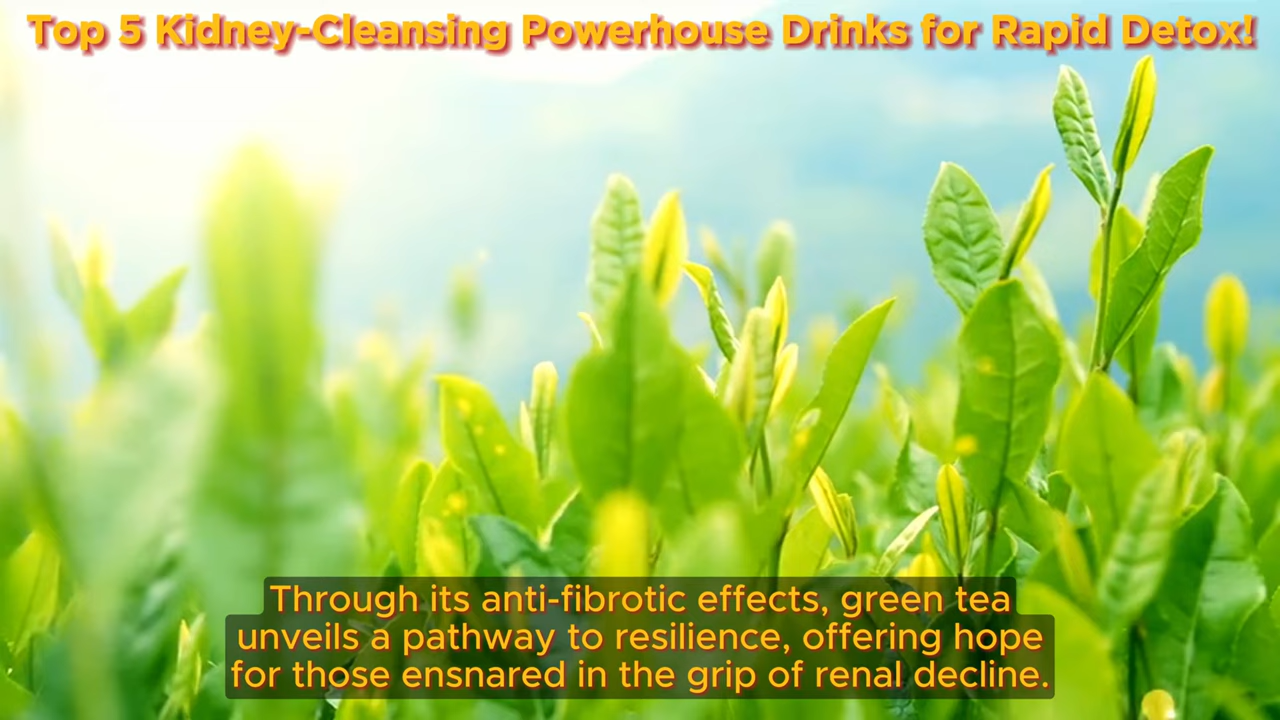 Top 5 Kidney-Cleansing Powerhouse Drinks for Rapid Detox!
Through its anti-fibrotic effects, green tea
unveils a pathway to resilience, offering hope
for those ensnared in the grip of renal decline.